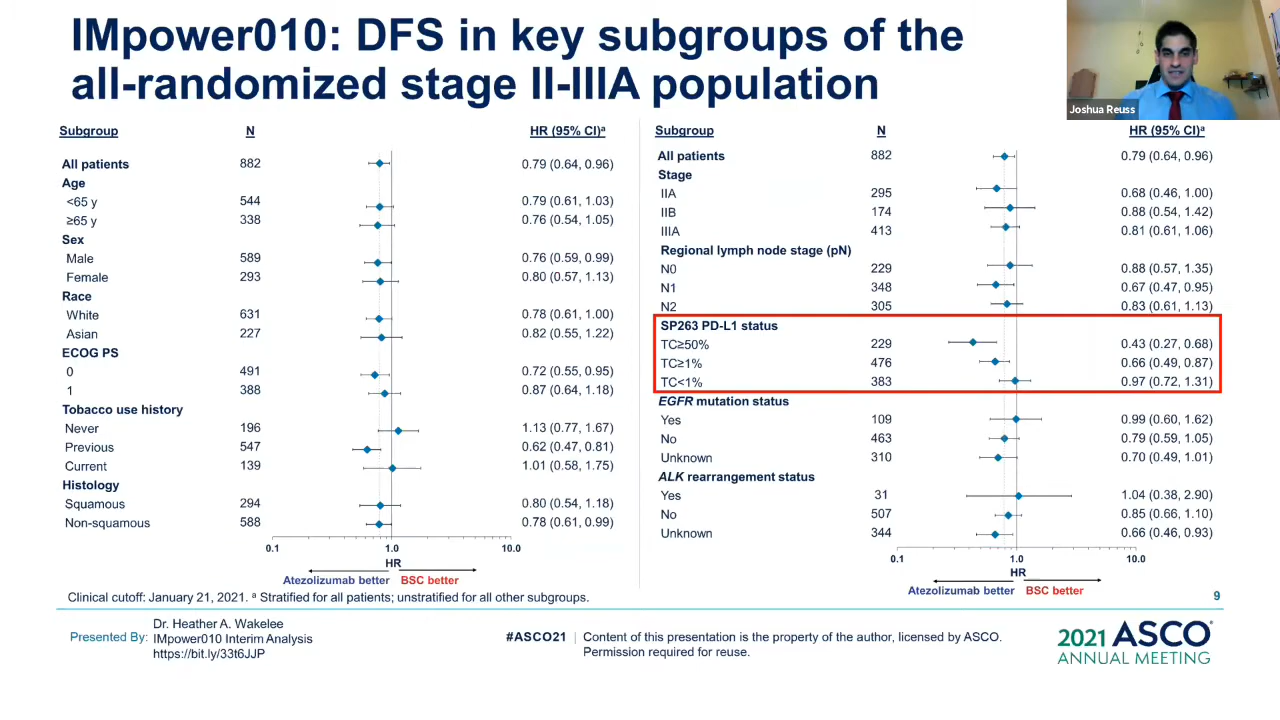 IMpower010: DFS in key subgroups of the
all-randomized stage II-IIIA population
Joshua Reuss
Subgroup N HR (95% CI)ᵃ
All patients 882 0.79 (0.64, 0.96)
Age
<65 y 544 0.79 (0.61, 1.03)
≥65 y 338 0.76 (0.54, 1.05)
Sex
Male 589 0.76 (0.59, 0.99)
Female 293 0.80 (0.57, 1.13)
Race
White 631 0.78 (0.61, 1.00)
Asian 227 0.82 (0.55, 1.22)
ECOG PS
0 491 0.72 (0.55, 0.95)
1 388 0.87 (0.64, 1.18)
Tobacco use history
Never 196 1.13 (0.77, 1.67)
Previous 547 0.62 (0.47, 0.81)
Current 139 1.01 (0.58, 1.75)
Histology
Squamous 294 0.80 (0.54, 1.18)
Non-squamous 588 0.78 (0.61, 0.99)
0.1 1.0 10.0
HR
Atezolizumab better BSC better
Subgroup N HR (95% CI)ᵃ
All patients 882 0.79 (0.64, 0.96)
Stage
IIA 295 0.68 (0.46, 1.00)
IIB 174 0.88 (0.54, 1.42)
IIIA 413 0.81 (0.61, 1.06)
Regional lymph node stage (pN)
N0 229 0.88 (0.57, 1.35)
N1 348 0.67 (0.47, 0.95)
N2 305 0.83 (0.61, 1.13)
SP263 PD-L1 status
TC≥50% 229 0.43 (0.27, 0.68)
TC≥1% 476 0.66 (0.49, 0.87)
TC<1% 383 0.97 (0.72, 1.31)
EGFR mutation status
Yes 109 0.99 (0.60, 1.62)
No 463 0.79 (0.59, 1.05)
Unknown 310 0.70 (0.49, 1.01)
ALK rearrangement status
Yes 31 1.04 (0.38, 2.90)
No 507 0.85 (0.66, 1.10)
Unknown 344 0.66 (0.46, 0.93)
0.1 1.0 10.0
HR
Atezolizumab better BSC better
Clinical cutoff: January 21, 2021. ᵃ Stratified for all patients; unstratified for all other subgroups.
9
Presented By: Dr. Heather A. Wakelee
IMpower010 Interim Analysis
https://bit.ly/33t6JJP
#ASCO21 | Content of this presentation is the property of the author, licensed by ASCO.
Permission required for reuse.
2021 ASCO®
ANNUAL MEETING